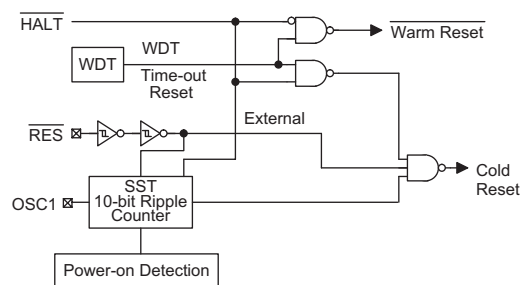 HALT
WDT
WDT
Time-out
Reset
Warm Reset
RES
External
Cold
Reset
OSC1
SST
10-bit Ripple
Counter
Power-on Detection